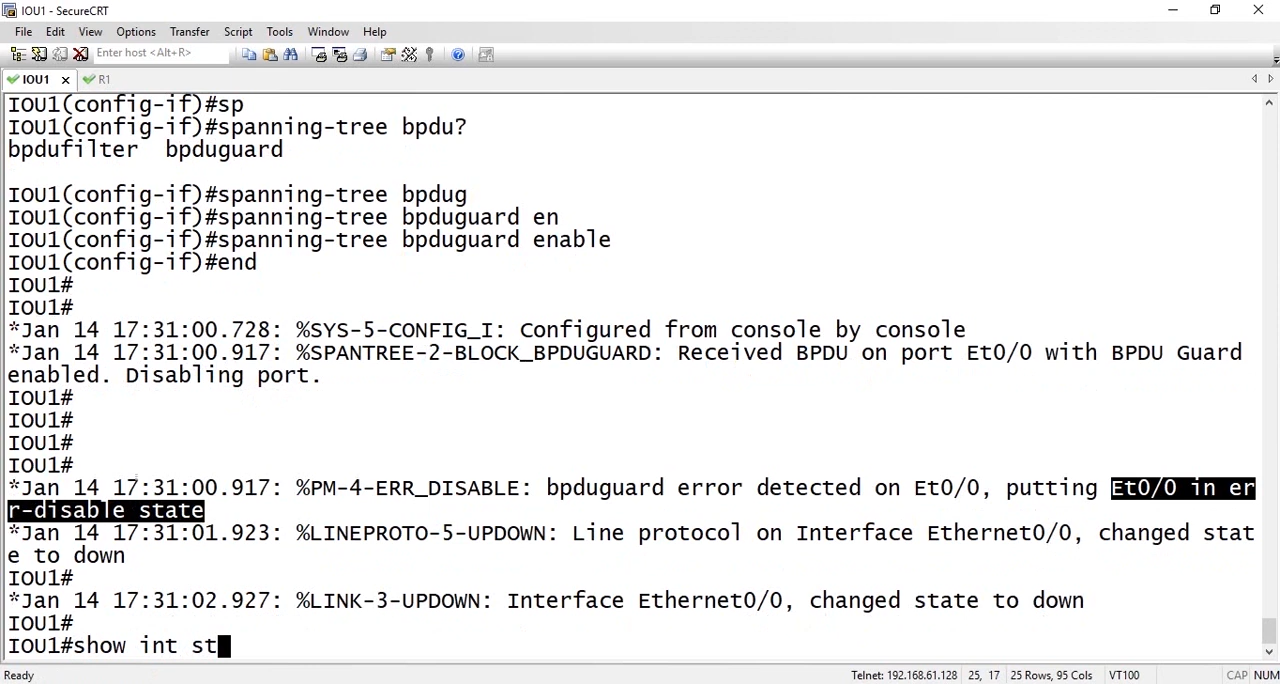 IOU1 - SecureCRT
File Edit View Options Transfer Script Tools Window Help
Enter host <Alt+R>
IOU1 R1
IOU1(config-if)#sp
IOU1(config-if)#spanning-tree bpdu?
bpdufilter  bpduguard
IOU1(config-if)#spanning-tree bpdug
IOU1(config-if)#spanning-tree bpduguard en
IOU1(config-if)#spanning-tree bpduguard enable
IOU1(config-if)#end
IOU1#
IOU1#
*Jan 14 17:31:00.728: %SYS-5-CONFIG_I: Configured from console by console
*Jan 14 17:31:00.917: %SPANTREE-2-BLOCK_BPDUGUARD: Received BPDU on port Et0/0 with BPDU Guard
enabled. Disabling port.
IOU1#
IOU1#
IOU1#
IOU1#
*Jan 14 17:31:00.917: %PM-4-ERR_DISABLE: bpduguard error detected on Et0/0, putting Et0/0 in er
r-disable state
*Jan 14 17:31:01.923: %LINEPROTO-5-UPDOWN: Line protocol on Interface Ethernet0/0, changed stat
e to down
IOU1#
*Jan 14 17:31:02.927: %LINK-3-UPDOWN: Interface Ethernet0/0, changed state to down
IOU1#
IOU1#show int st
Ready Telnet: 192.168.61.128 25, 17 25 Rows, 95 Cols VT100 CAP NUM